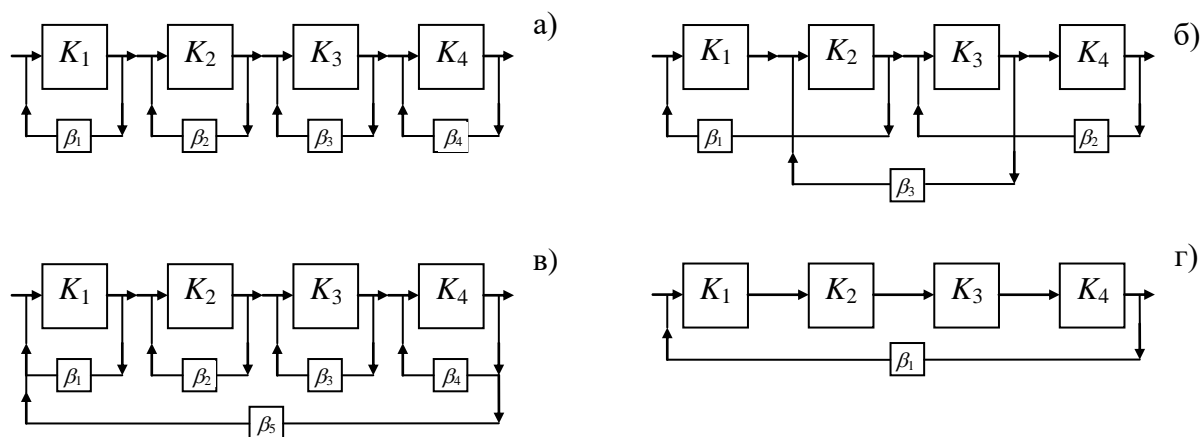 K₁ K₂ K₃ K₄ а)
β₁ β₂ β₃ β₄
K₁ K₂ K₃ K₄ б)
β₁ β₂
β₃
K₁ K₂ K₃ K₄ в)
β₁ β₂ β₃ β₄
β₅
K₁ K₂ K₃ K₄ г)
β₁